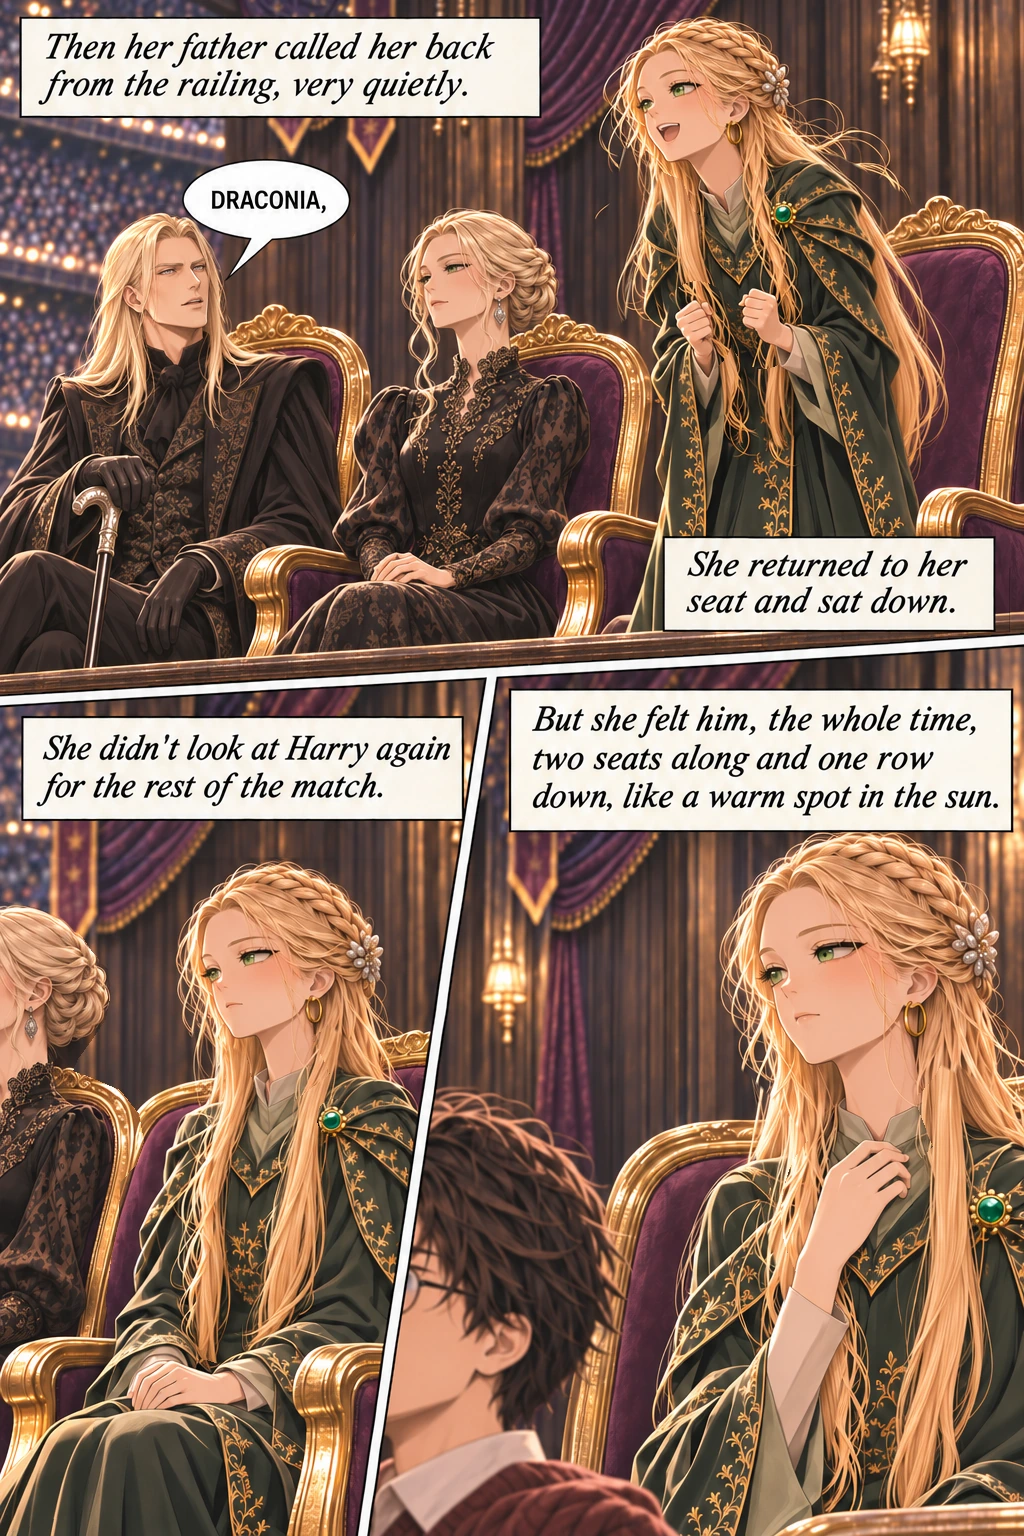 Then her father called her back
from the railing, very quietly.
DRACONIA,
She returned to her
seat and sat down.
She didn't look at Harry again
for the rest of the match.
But she felt him, the whole time,
two seats along and one row
down, like a warm spot in the sun.